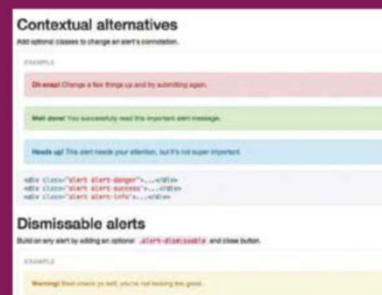 Contextual alternatives
Add optional classes to change an alert's connotation.
EXAMPLE
Oh snap! Change a few things up and try submitting again.
Well done! You successfully read this important alert message.
Heads up! This alert needs your attention, but it's not super important.
<div class="alert alert-danger">...</div>
<div class="alert alert-success">...</div>
<div class="alert alert-info">...</div>
Dismissable alerts
Build on any alert by adding an optional .alert-dismissable and close button.
EXAMPLE
Warning! Best check yo self, you're not looking too good.